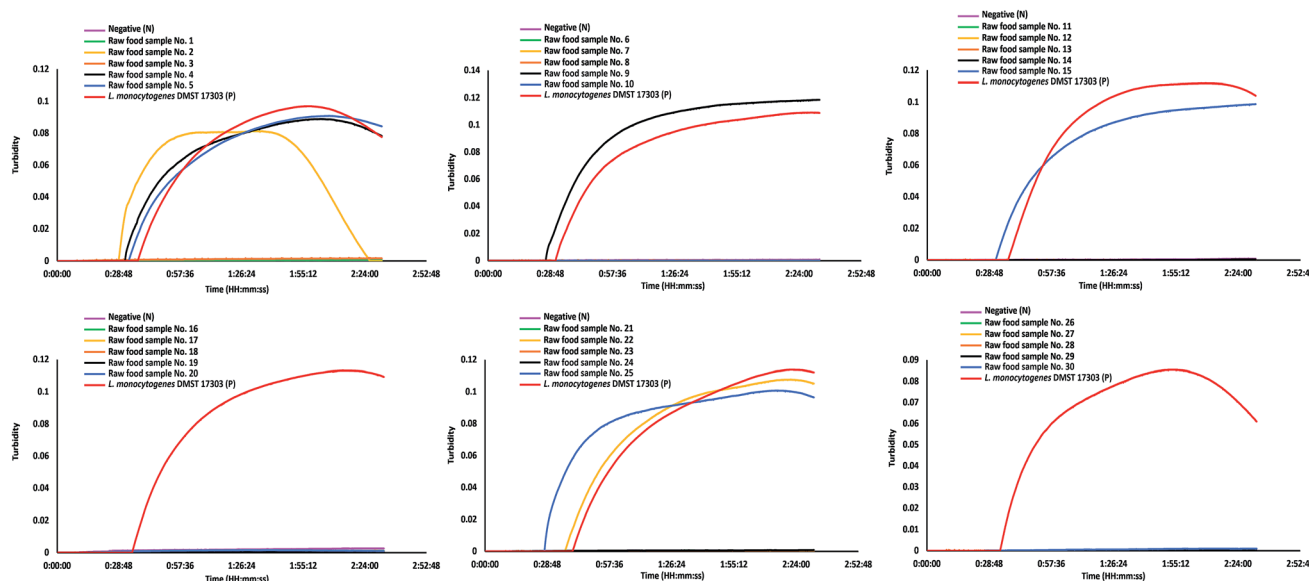 Negative (N)
Raw food sample No. 1
Raw food sample No. 2
Raw food sample No. 3
Raw food sample No. 4
Raw food sample No. 5
L. monocytogenes DMST 17303 (P)
0.12
0.1
0.08
0.06
0.04
0.02
0
Turbidity
0:00:00 0:28:48 0:57:36 1:26:24 1:55:12 2:24:00 2:52:48
Time (HH:mm:ss)
Negative (N)
Raw food sample No. 6
Raw food sample No. 7
Raw food sample No. 8
Raw food sample No. 9
Raw food sample No. 10
L. monocytogenes DMST 17303 (P)
0.14
0.12
0.1
0.08
0.06
0.04
0.02
0
Turbidity
0:00:00 0:28:48 0:57:36 1:26:24 1:55:12 2:24:00 2:52:48
Time (HH:mm:ss)
Negative (N)
Raw food sample No. 11
Raw food sample No. 12
Raw food sample No. 13
Raw food sample No. 14
Raw food sample No. 15
L. monocytogenes DMST 17303 (P)
0.12
0.1
0.08
0.06
0.04
0.02
0
Turbidity
0:00:00 0:28:48 0:57:36 1:26:24 1:55:12 2:24:00 2:52:4
Time (HH:mm:ss)
Negative (N)
Raw food sample No. 16
Raw food sample No. 17
Raw food sample No. 18
Raw food sample No. 19
Raw food sample No. 20
L. monocytogenes DMST 17303 (P)
0.12
0.1
0.08
0.06
0.04
0.02
0
Turbidity
0:00:00 0:28:48 0:57:36 1:26:24 1:55:12 2:24:00 2:52:48
Time (HH:mm:ss)
Negative (N)
Raw food sample No. 21
Raw food sample No. 22
Raw food sample No. 23
Raw food sample No. 24
Raw food sample No. 25
L. monocytogenes DMST 17303 (P)
0.12
0.1
0.08
0.06
0.04
0.02
0
Turbidity
0:00:00 0:28:48 0:57:36 1:26:24 1:55:12 2:24:00 2:52:48
Time (HH:mm:ss)
Negative (N)
Raw food sample No. 26
Raw food sample No. 27
Raw food sample No. 28
Raw food sample No. 29
Raw food sample No. 30
L. monocytogenes DMST 17303 (P)
0.09
0.08
0.07
0.06
0.05
0.04
0.03
0.02
0.01
0
Turbidity
0:00:00 0:28:48 0:57:36 1:26:24 1:55:12 2:24:00 2:52:4
Time (HH:mm:ss)